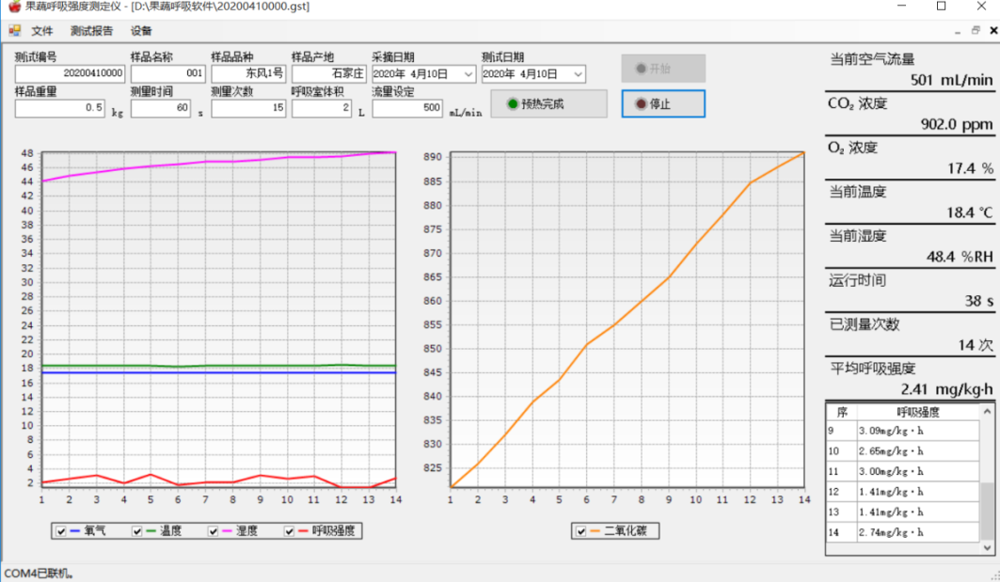 果蔬呼吸强度测定仪 - [D:\果蔬呼吸软件\20200410000.gst]
文件 测试报告 设备
测试编号 样品名称 样品品种 样品产地 采摘日期 测试日期
20200410000 001 东风1号 石家庄 2020年 4月10日 2020年 4月10日 开始
样品重量 测量时间 测量次数 呼吸室体积 流量设定
0.5 kg 60 s 15 2 L 500 mL/min 预热完成 停止
当前空气流量
501 mL/min
CO₂ 浓度
902.0 ppm
O₂ 浓度
17.4 %
当前温度
18.4 ℃
当前湿度
48.4 %RH
运行时间
38 s
已测量次数
14 次
平均呼吸强度
2.41 mg/kg·h
序 呼吸强度
9 3.09mg/kg·h
10 2.65mg/kg·h
11 3.00mg/kg·h
12 1.41mg/kg·h
13 1.41mg/kg·h
14 2.74mg/kg·h
48
46
44
42
40
38
36
34
32
30
28
26
24
22
20
18
16
14
12
10
8
6
4
2
1 2 3 4 5 6 7 8 9 10 11 12 13 14
氧气 温度 湿度 呼吸强度
890
885
880
875
870
865
860
855
850
845
840
835
830
825
1 2 3 4 5 6 7 8 9 10 11 12 13 14
二氧化碳
COM4已联机。